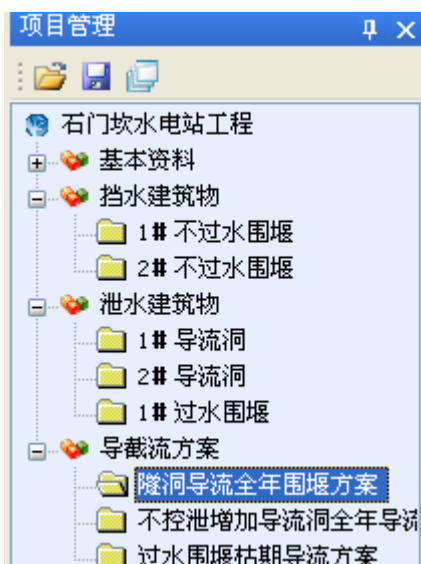 项目管理
石门坎水电站工程
基本资料
挡水建筑物
1# 不过水围堰
2# 不过水围堰
泄水建筑物
1# 导流洞
2# 导流洞
1# 过水围堰
导截流方案
隧洞导流全年围堰方案
不控泄增加导流洞全年导流
过水围堰枯期导流方案